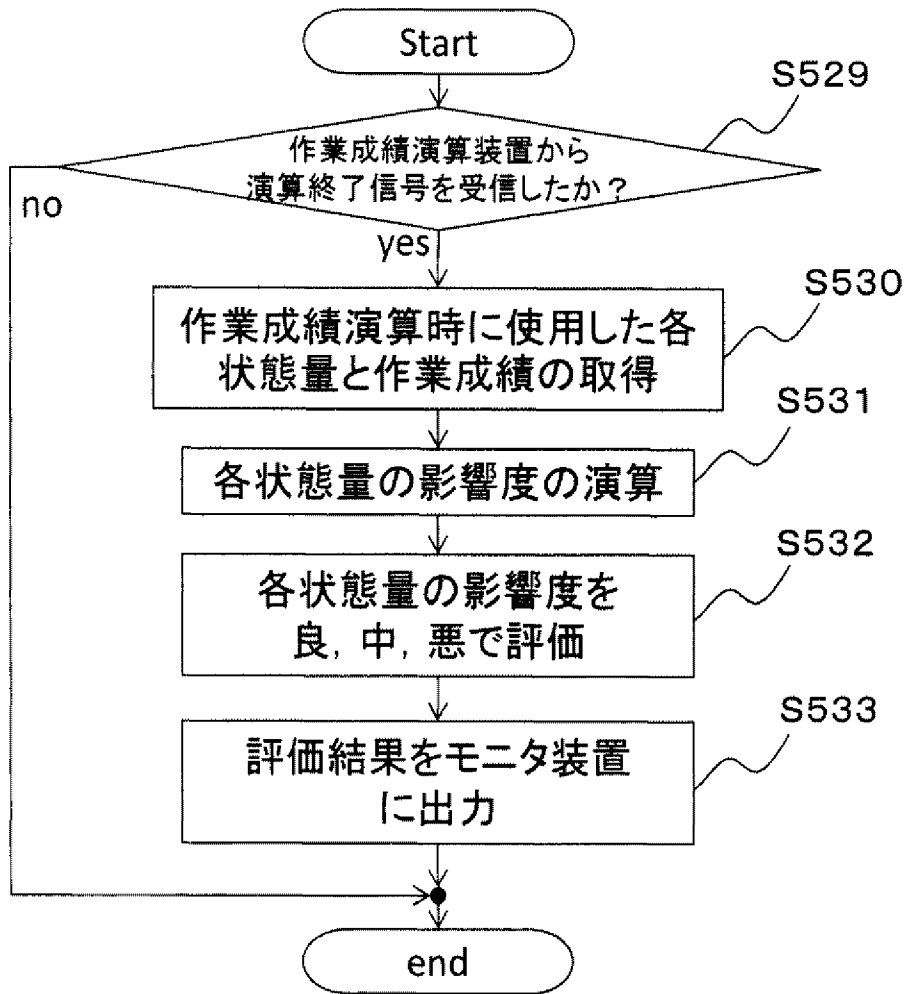 Start
S529
作業成績演算装置から
演算終了信号を受信したか？
no
yes
S530
作業成績演算時に使用した各
状態量と作業成績の取得
S531
各状態量の影響度の演算
S532
各状態量の影響度を
良，中，悪で評価
S533
評価結果をモニタ装置
に出力
end